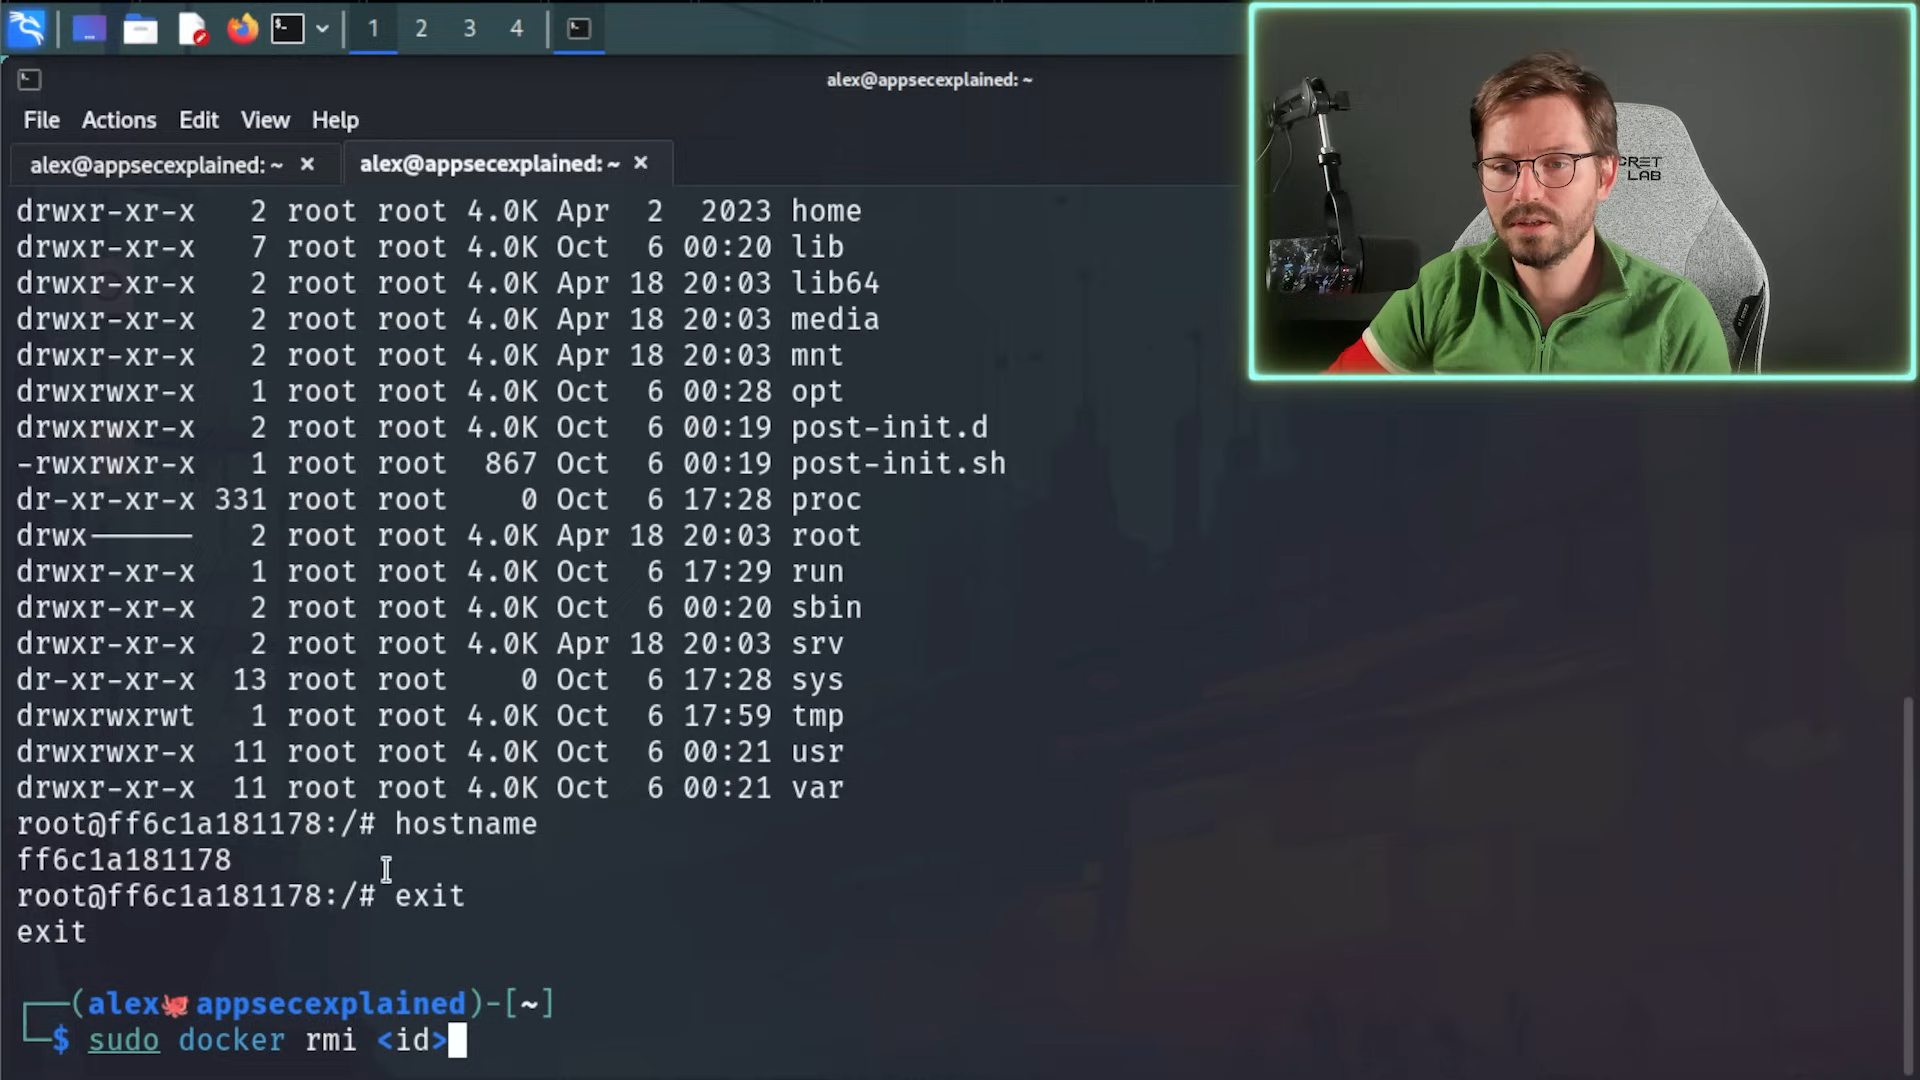 1 2 3 4
alex@appsecexplained: ~
File Actions Edit View Help
alex@appsecexplained: ~ × alex@appsecexplained: ~ ×
drwxr-xr-x 2 root root 4.0K Apr 2 2023 home
drwxr-xr-x 7 root root 4.0K Oct 6 00:20 lib
drwxr-xr-x 2 root root 4.0K Apr 18 20:03 lib64
drwxr-xr-x 2 root root 4.0K Apr 18 20:03 media
drwxr-xr-x 2 root root 4.0K Apr 18 20:03 mnt
drwxrwxr-x 1 root root 4.0K Oct 6 00:28 opt
drwxrwxr-x 2 root root 4.0K Oct 6 00:19 post-init.d
-rwxrwxr-x 1 root root 867 Oct 6 00:19 post-init.sh
dr-xr-xr-x 331 root root 0 Oct 6 17:28 proc
drwx------ 2 root root 4.0K Apr 18 20:03 root
drwxr-xr-x 1 root root 4.0K Oct 6 17:29 run
drwxr-xr-x 2 root root 4.0K Oct 6 00:20 sbin
drwxr-xr-x 2 root root 4.0K Apr 18 20:03 srv
dr-xr-xr-x 13 root root 0 Oct 6 17:28 sys
drwxrwxrwt 1 root root 4.0K Oct 6 17:59 tmp
drwxrwxr-x 11 root root 4.0K Oct 6 00:21 usr
drwxr-xr-x 11 root root 4.0K Oct 6 00:21 var
root@ff6c1a181178:/# hostname
ff6c1a181178
root@ff6c1a181178:/# exit
exit
┌──(alex🐙appsecexplained)-[~]
└─$ sudo docker rmi <id>
CRET
LAB